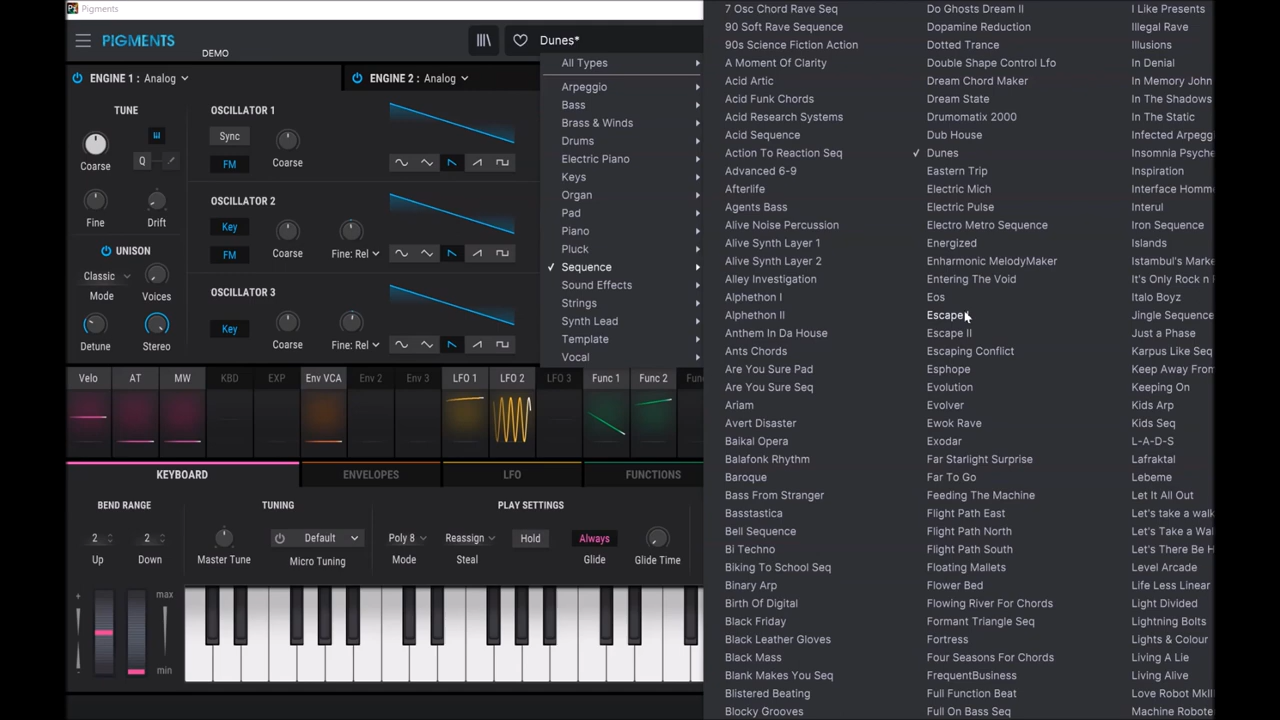 Pigments
PIGMENTS
DEMO
Dunes*
ENGINE 1 : Analog
ENGINE 2 : Analog
TUNE
Coarse
Q
Fine
Drift
UNISON
Classic
Mode
Voices
Detune
Stereo
OSCILLATOR 1
Sync
FM
Coarse
OSCILLATOR 2
Key
FM
Coarse
Fine: Rel
OSCILLATOR 3
Key
Coarse
Fine: Rel
All Types
Arpeggio
Bass
Brass & Winds
Drums
Electric Piano
Keys
Organ
Pad
Piano
Pluck
Sequence
Sound Effects
Strings
Synth Lead
Template
Vocal
Velo
AT
MW
KBD
EXP
Env VCA
Env 2
Env 3
LFO 1
LFO 2
LFO 3
Func 1
Func 2
KEYBOARD
ENVELOPES
LFO
FUNCTIONS
BEND RANGE
2
2
Up
Down
TUNING
Default
Master Tune
Micro Tuning
PLAY SETTINGS
Poly 8
Reassign
Hold
Always
Mode
Steal
Glide
Glide Time
+
-
max
min
7 Osc Chord Rave Seq
90 Soft Rave Sequence
90s Science Fiction Action
A Moment Of Clarity
Acid Artic
Acid Funk Chords
Acid Research Systems
Acid Sequence
Action To Reaction Seq
Advanced 6-9
Afterlife
Agents Bass
Alive Noise Percussion
Alive Synth Layer 1
Alive Synth Layer 2
Alley Investigation
Alphethon I
Alphethon II
Anthem In Da House
Ants Chords
Are You Sure Pad
Are You Sure Seq
Ariam
Avert Disaster
Baikal Opera
Balafonk Rhythm
Baroque
Bass From Stranger
Basstastica
Bell Sequence
Bi Techno
Biking To School Seq
Binary Arp
Birth Of Digital
Black Friday
Black Leather Gloves
Black Mass
Blank Makes You Seq
Blistered Beating
Blocky Grooves
Do Ghosts Dream II
Dopamine Reduction
Dotted Trance
Double Shape Control Lfo
Dream Chord Maker
Dream State
Drumomatix 2000
Dub House
Dunes
Eastern Trip
Electric Mich
Electric Pulse
Electro Metro Sequence
Energized
Enharmonic MelodyMaker
Entering The Void
Eos
Escape
Escape II
Escaping Conflict
Esphope
Evolution
Evolver
Ewok Rave
Exodar
Far Starlight Surprise
Far To Go
Feeding The Machine
Flight Path East
Flight Path North
Flight Path South
Floating Mallets
Flower Bed
Flowing River For Chords
Formant Triangle Seq
Fortress
Four Seasons For Chords
FrequentBusiness
Full Function Beat
Full On Bass Seq
I Like Presents
Illegal Rave
Illusions
In Denial
In Memory John
In The Shadows
In The Static
Infected Arpegg
Insomnia Psyche
Inspiration
Interface Homm
Interul
Iron Sequence
Islands
Istambul's Marke
It's Only Rock n
Italo Boyz
Jingle Sequence
Just a Phase
Karpus Like Seq
Keep Away From
Keeping On
Kids Arp
Kids Seq
L-A-D-S
Lafraktal
Lebeme
Let It All Out
Let's take a walk
Let's Take a Wal
Let's There Be H
Level Arcade
Life Less Linear
Light Divided
Lightning Bolts
Lights & Colour
Living A Lie
Living Alive
Love Robot MkIII
Machine Robote